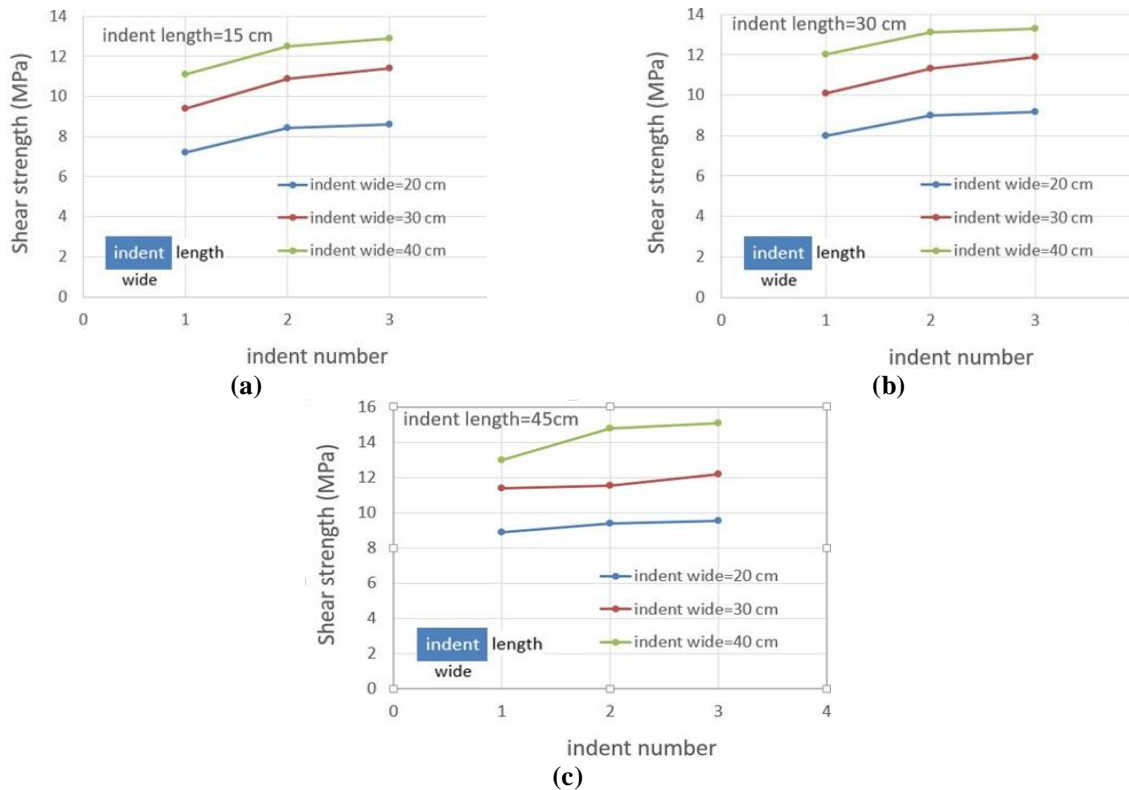 indent length=15 cm
Shear strength (MPa)
14
12
10
8
6
4
2
0
indent wide=20 cm
indent wide=30 cm
indent wide=40 cm
indent length
wide
0 1 2 3
indent number
(a)
indent length=30 cm
Shear strength (MPa)
14
12
10
8
6
4
2
0
indent wide=20 cm
indent wide=30 cm
indent wide=40 cm
indent length
wide
0 1 2 3
indent number
(b)
indent length=45cm
Shear strength (MPa)
16
14
12
10
8
6
4
2
0
indent wide=20 cm
indent wide=30 cm
indent wide=40 cm
indent length
wide
0 1 2 3 4
indent number
(c)